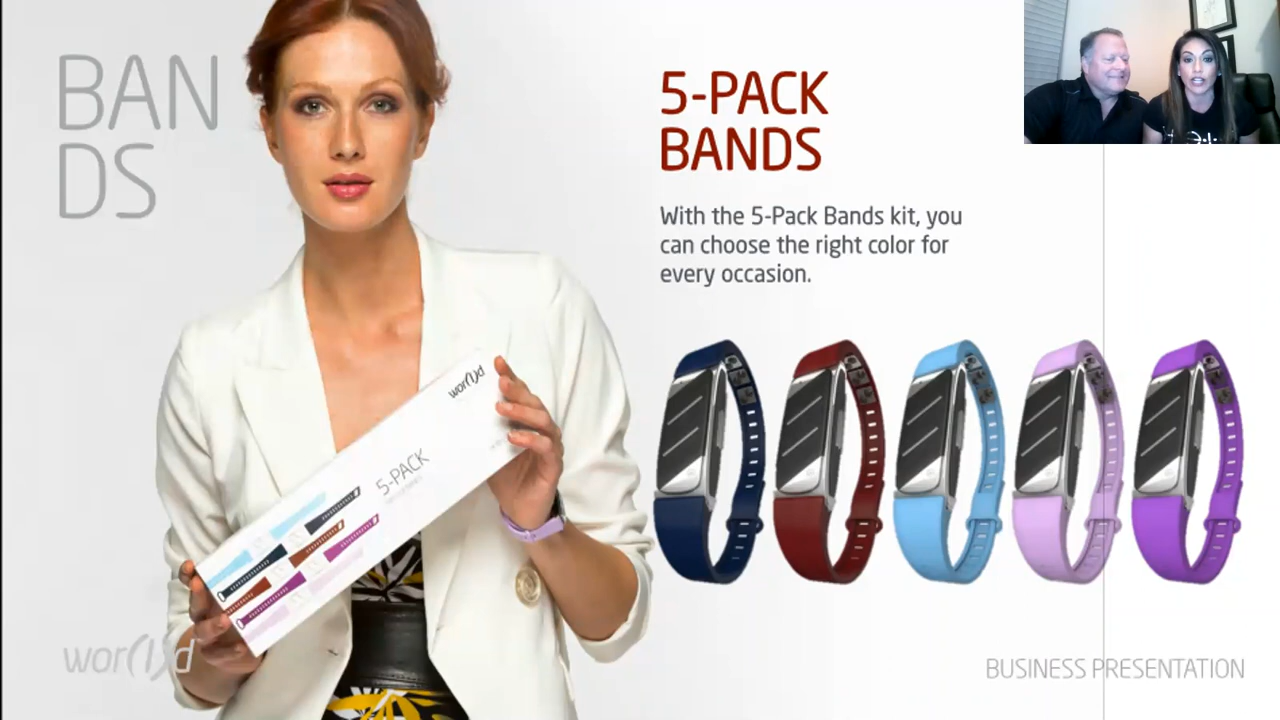 BAN
DS
5-PACK
BANDS
With the 5-Pack Bands kit, you
can choose the right color for
every occasion.
wor(l)d
5-PACK
wor(l)d
BUSINESS PRESENTATION